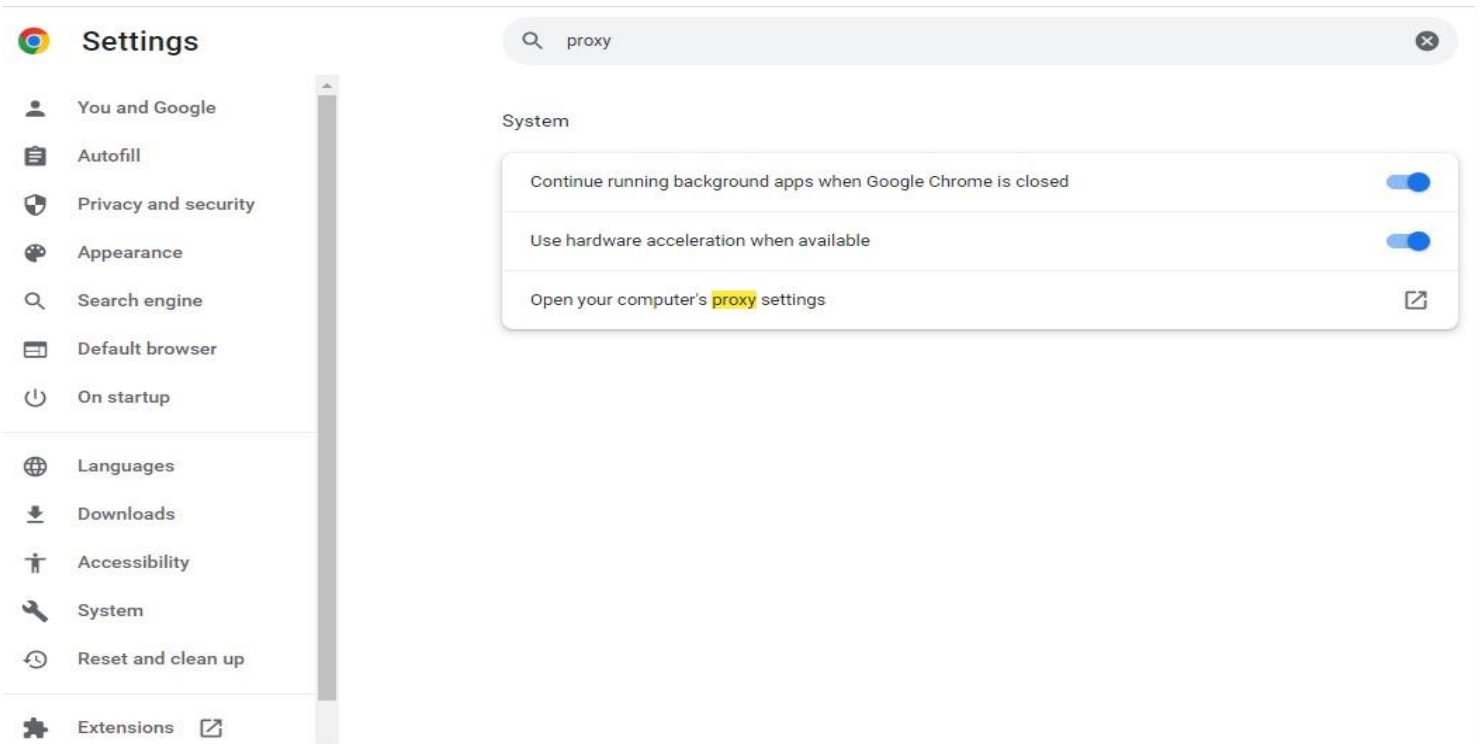 Settings
proxy
You and Google
Autofill
Privacy and security
Appearance
Search engine
Default browser
On startup
Languages
Downloads
Accessibility
System
Reset and clean up
Extensions
System
Continue running background apps when Google Chrome is closed
Use hardware acceleration when available
Open your computer's proxy settings